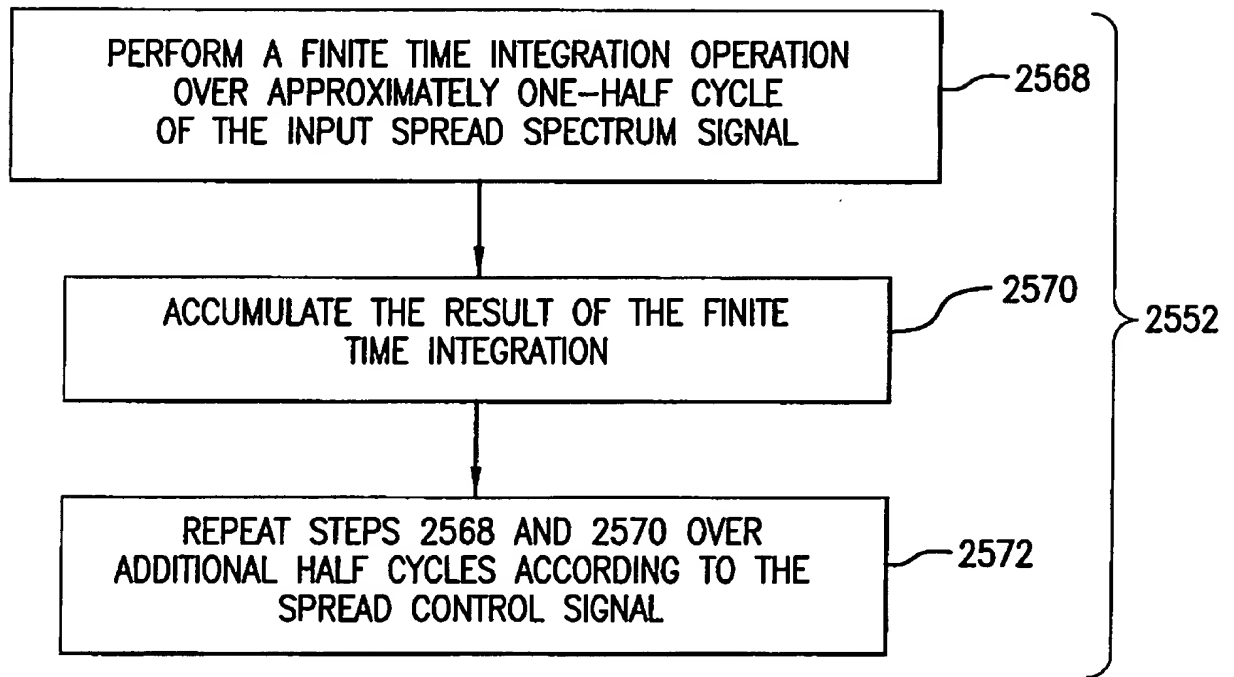 PERFORM A FINITE TIME INTEGRATION OPERATION
OVER APPROXIMATELY ONE-HALF CYCLE
OF THE INPUT SPREAD SPECTRUM SIGNAL
2568
ACCUMULATE THE RESULT OF THE FINITE
TIME INTEGRATION
2570
2552
REPEAT STEPS 2568 AND 2570 OVER
ADDITIONAL HALF CYCLES ACCORDING TO THE
SPREAD CONTROL SIGNAL
2572